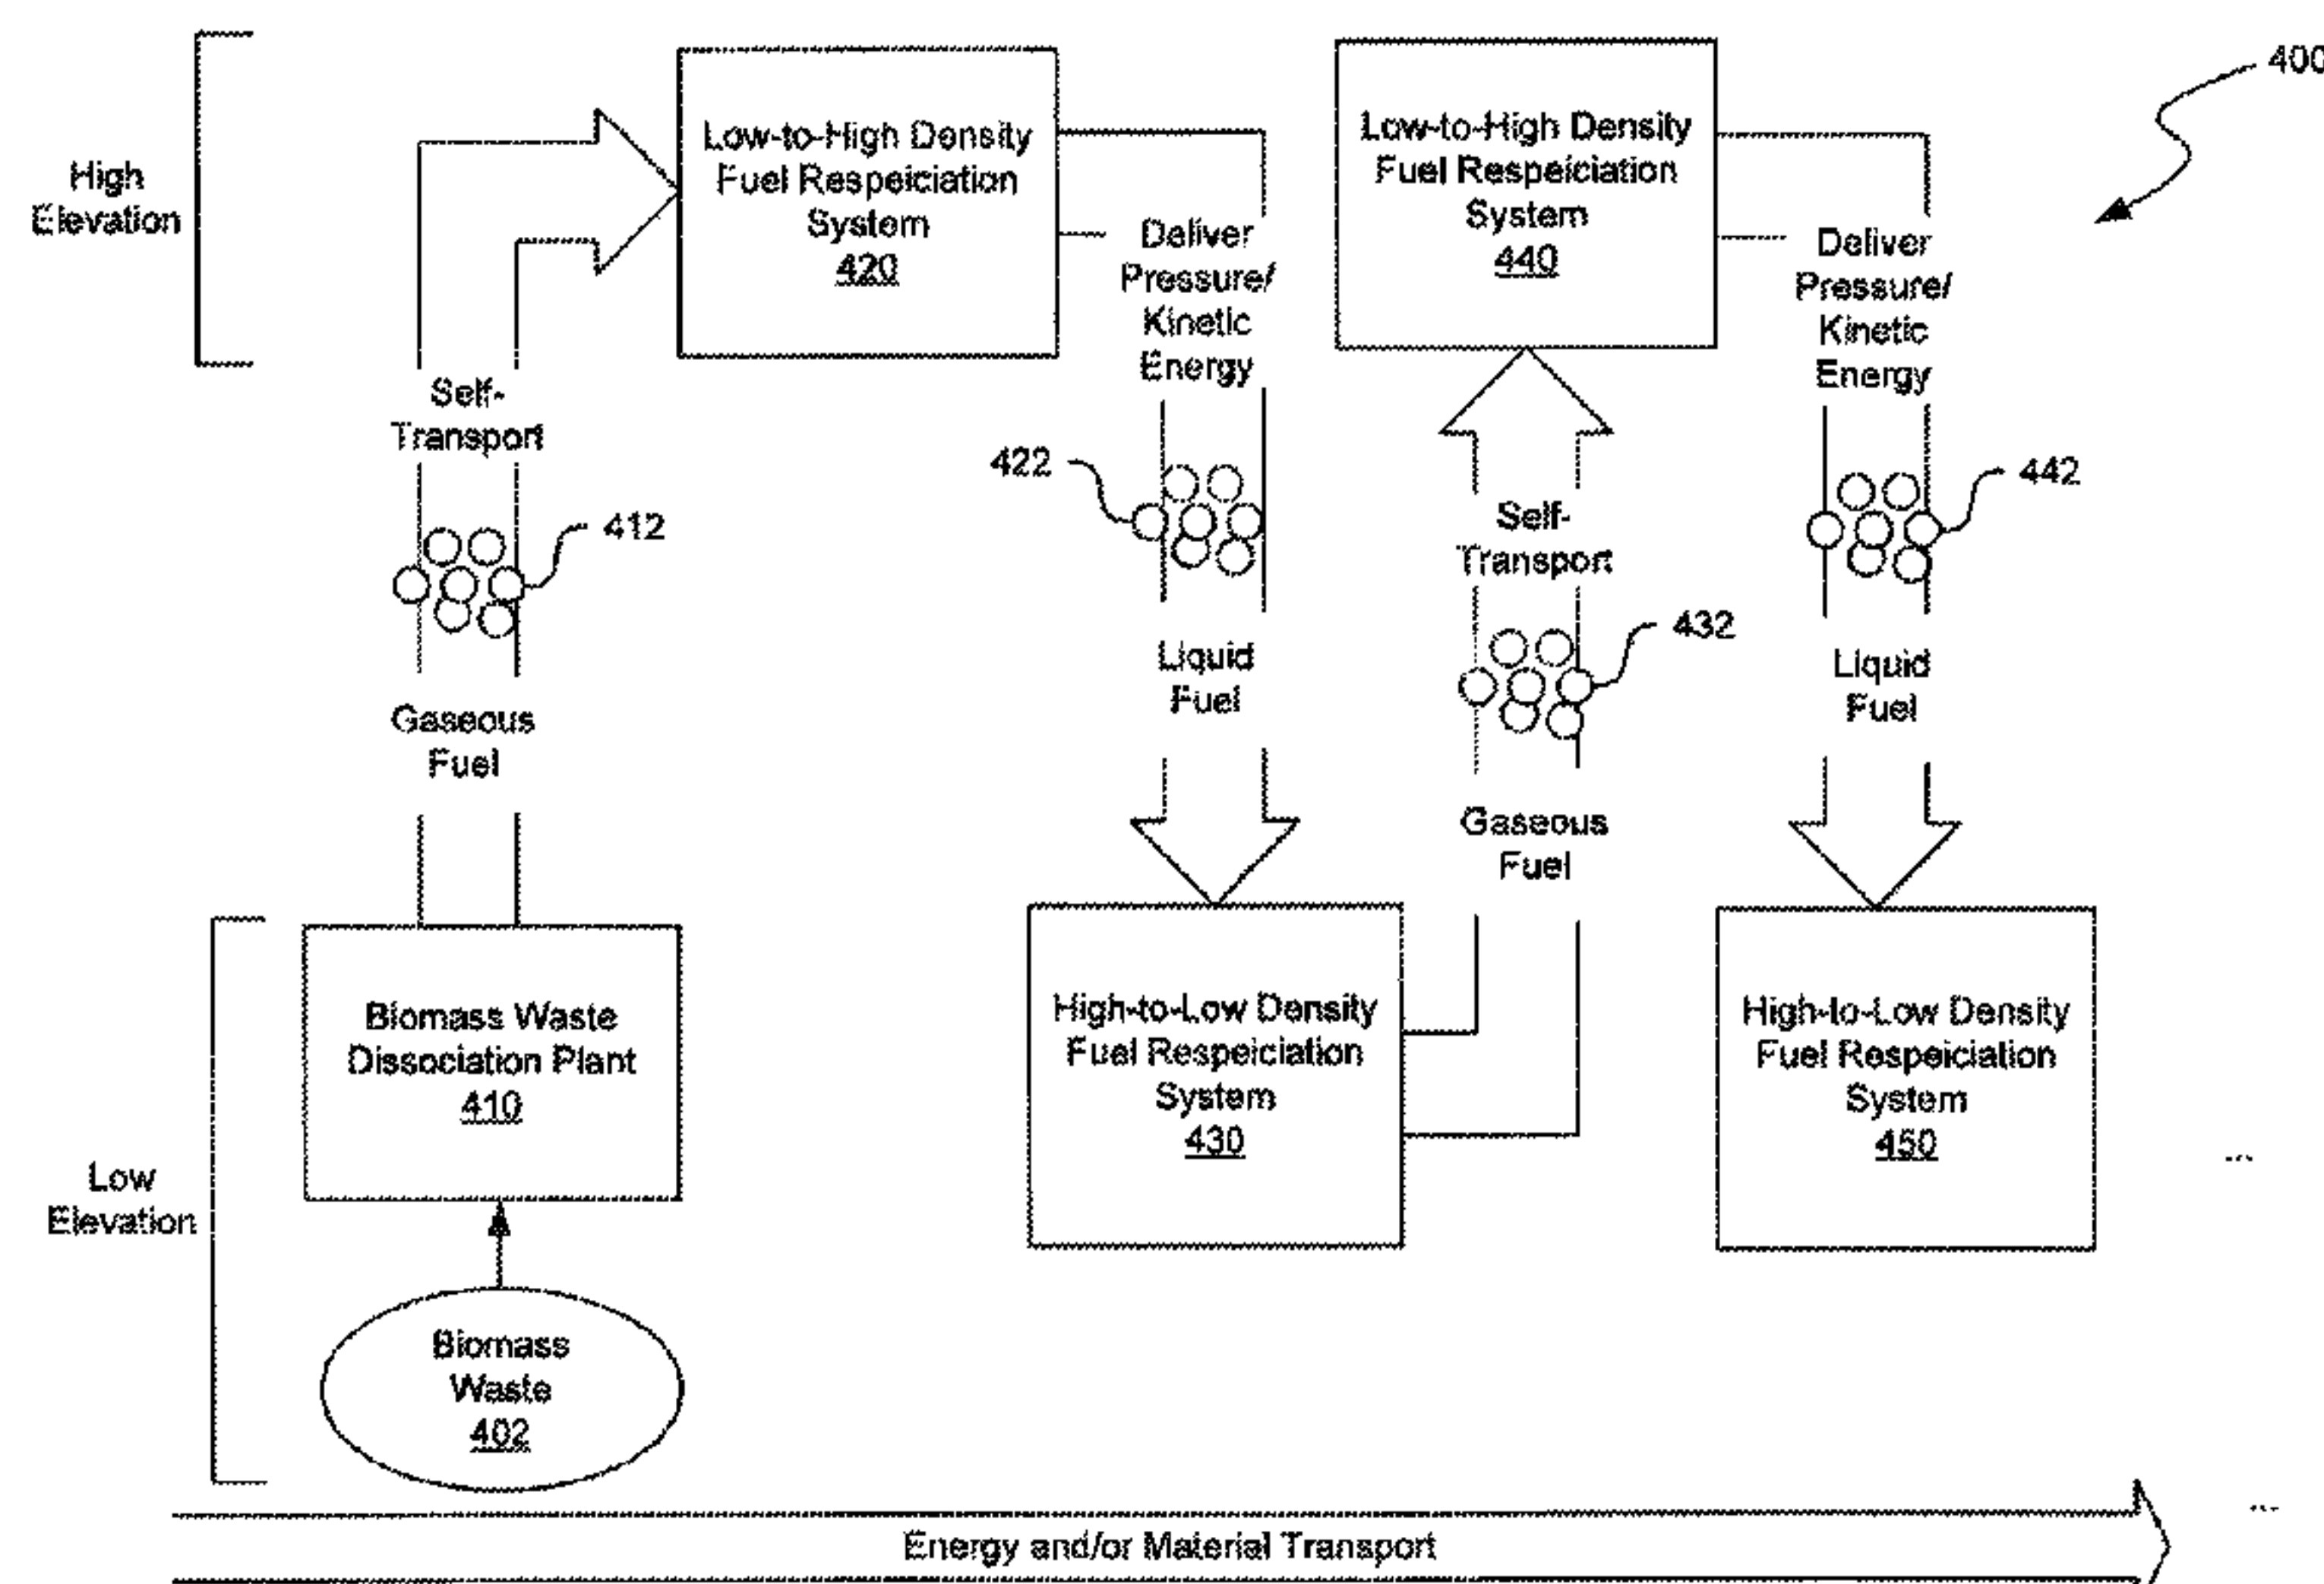 400
High
Elevation
Low-to-High Density
Fuel Respeiciation
System
420
Low-to-High Density
Fuel Respeiciation
System
440
Deliver
Pressure/
Kinetic
Energy
Deliver
Pressure/
Kinetic
Energy
Self-
Transport
412
Gaseous
Fuel
422
Liquid
Fuel
Self-
Transport
432
Gaseous
Fuel
442
Liquid
Fuel
Low
Elevation
Biomass Waste
Dissociation Plant
410
High-to-Low Density
Fuel Respeiciation
System
430
High-to-Low Density
Fuel Respeiciation
System
450
...
Biomass
Waste
402
...
Energy and/or Material Transport